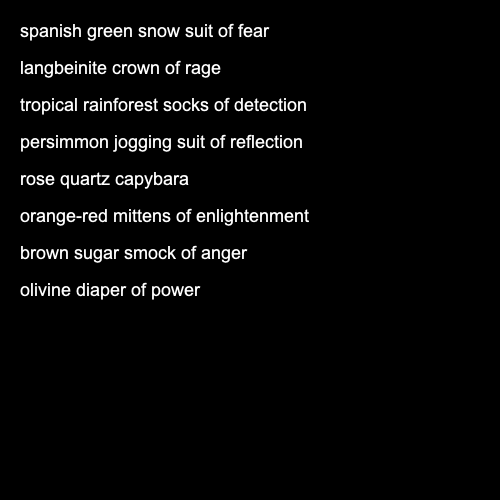 spanish green snow suit of fear
langbeinite crown of rage
tropical rainforest socks of detection
persimmon jogging suit of reflection
rose quartz capybara
orange-red mittens of enlightenment
brown sugar smock of anger
olivine diaper of power